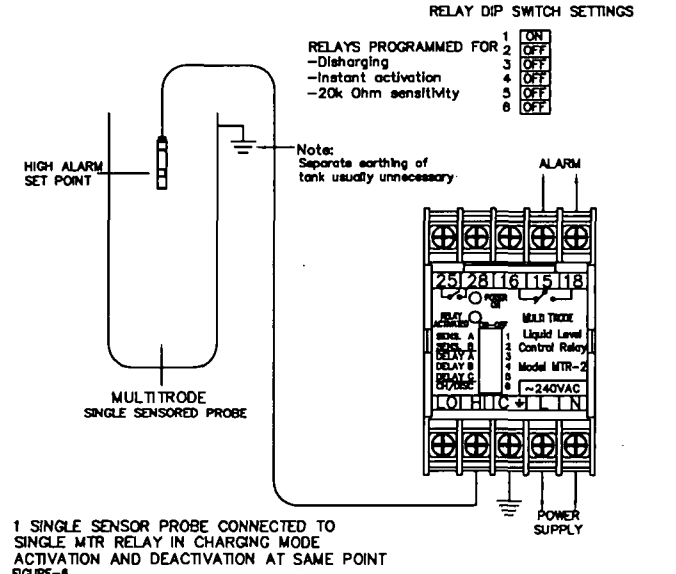 RELAY DIP SWITCH SETTINGS
RELAYS PROGRAMMED FOR
-Disharging
-Instant activation
-20k Ohm sensitivity
1 ON
2 OFF
3 OFF
4 OFF
5 OFF
6 OFF
Note:
Separate earthing of
tank usually unnecessary
HIGH ALARM
SET POINT
ALARM
25 28 16 15 18
POWER
ON
RELAY
ACTIVATED
ON-OFF
MULTI TRODE
Liquid Level
Control Relay
Model MTR-2
SENS. A 1
SENS. B 2
DELAY A 3
DELAY B 4
DELAY C 5
CH/DISC 6
~240VAC
LO H C L N
MULTITRODE
SINGLE SENSORED PROBE
POWER
SUPPLY
1 SINGLE SENSOR PROBE CONNECTED TO
SINGLE MTR RELAY IN CHARGING MODE
ACTIVATION AND DEACTIVATION AT SAME POINT
FIGURE-6